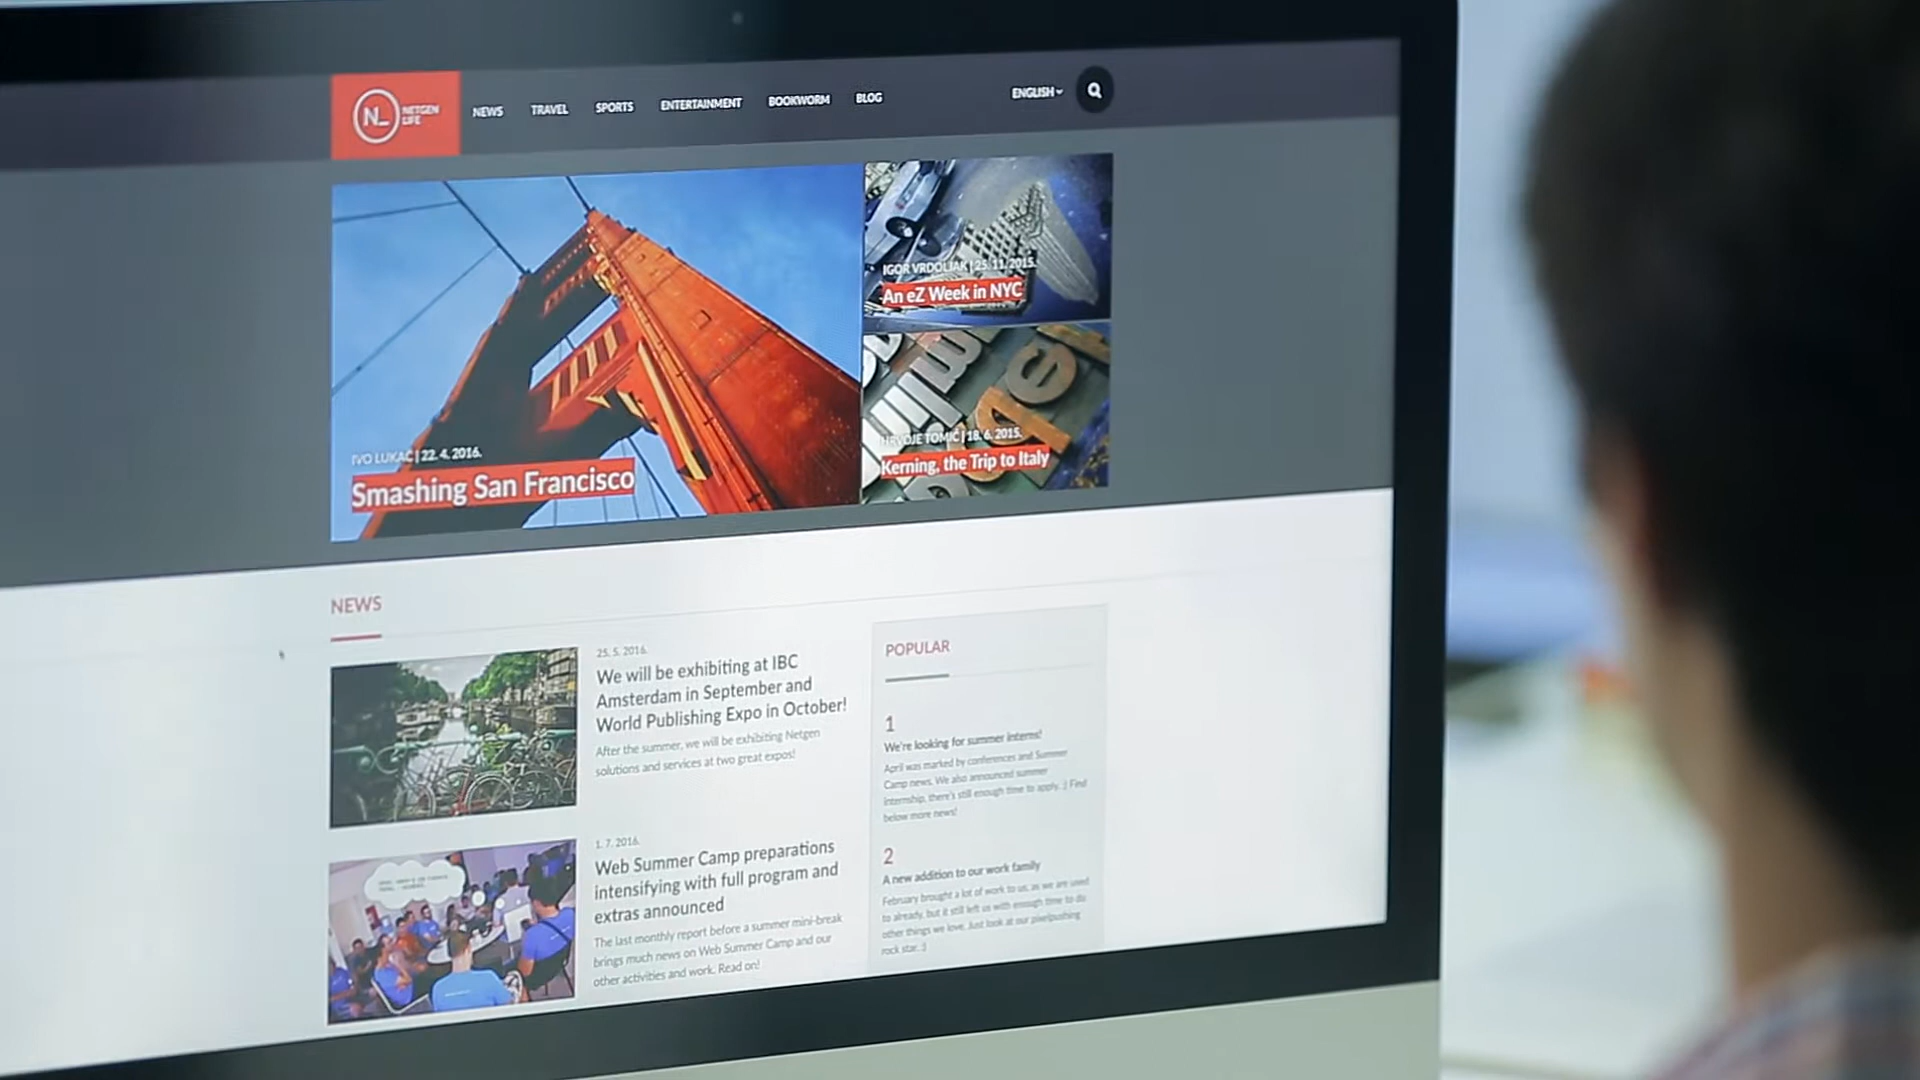 N_ NETGEN
LIFE
NEWS TRAVEL SPORTS ENTERTAINMENT BOOKWORM BLOG ENGLISH
IVO LUKAČ | 22. 4. 2016.
Smashing San Francisco
IGOR VRDOLJAK | 25. 11. 2015.
An eZ Week in NYC
HRVOJE TOMIĆ | 18. 6. 2015.
Kerning, the Trip to Italy
NEWS
25. 5. 2016.
We will be exhibiting at IBC
Amsterdam in September and
World Publishing Expo in October!
After the summer, we will be exhibiting Netgen
solutions and services at two great expos!
1. 7. 2016.
Web Summer Camp preparations
intensifying with full program and
extras announced
The last monthly report before a summer mini-break
brings much news on Web Summer Camp and our
other activities and work. Read on!
POPULAR
1
We're looking for summer interns!
April was marked by conferences and Summer
Camp news. We also announced summer
internship, there's still enough time to apply. :) Find
below more news!
2
A new addition to our work family
February brought a lot of work to us, as we are used
to already, but it still left us with enough time to do
other things we love. Just look at our pixelpushing
rock star. :)